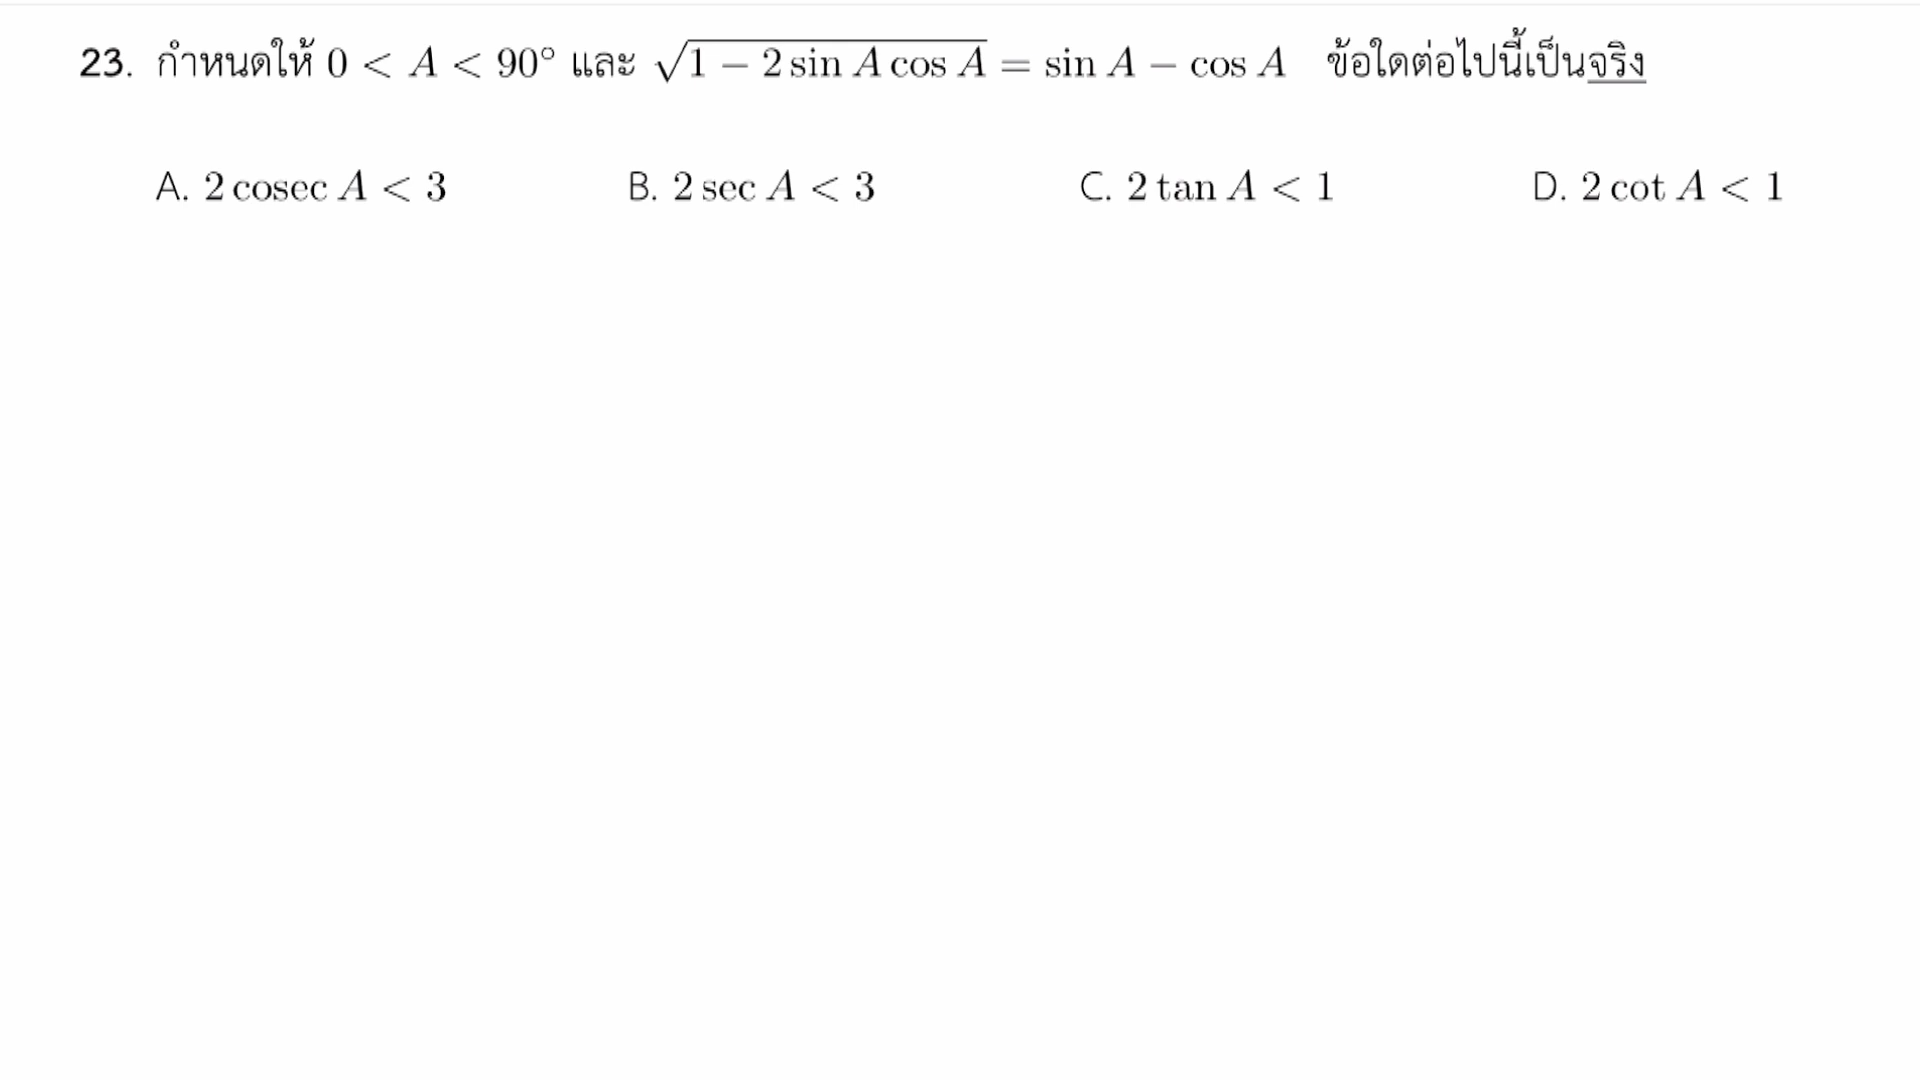 23. กำหนดให้ 0 < A < 90° และ √(1 − 2 sin A cos A) = sin A − cos A ข้อใดต่อไปนี้เป็นจริง
A. 2 cosec A < 3 B. 2 sec A < 3 C. 2 tan A < 1 D. 2 cot A < 1